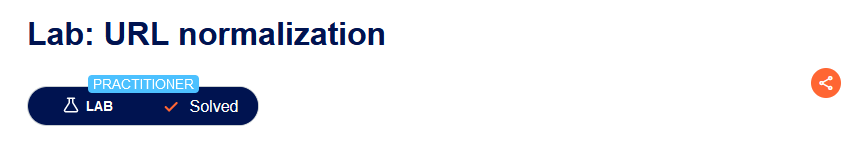 Lab: URL normalization
PRACTITIONER
LAB Solved